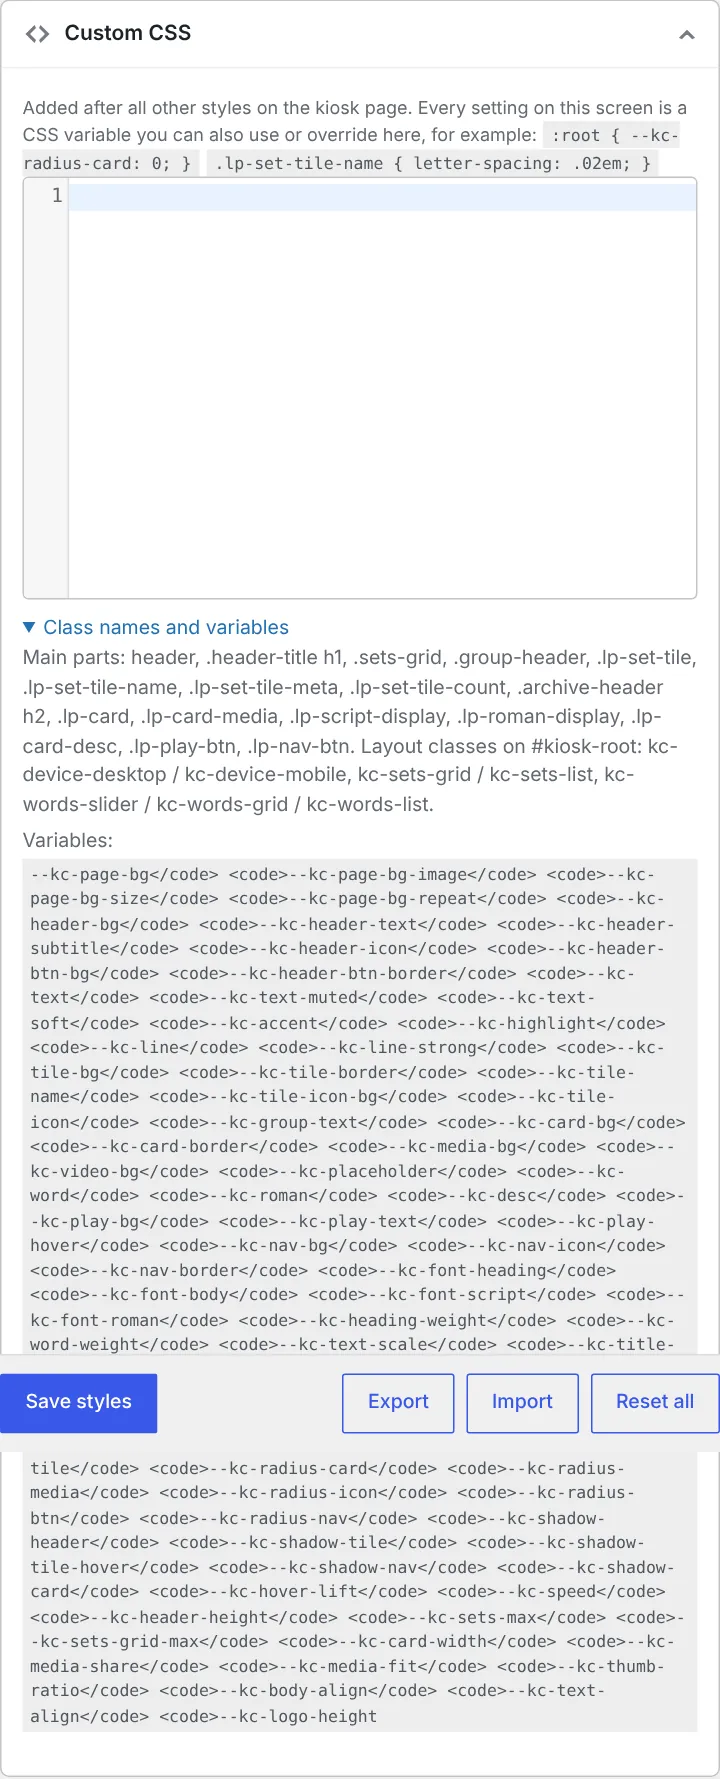 Custom CSS
Added after all other styles on the kiosk page. Every setting on this screen is a
CSS variable you can also use or override here, for example: :root { --kc-
radius-card: 0; } .lp-set-tile-name { letter-spacing: .02em; }
1
▼ Class names and variables
Main parts: header, .header-title h1, .sets-grid, .group-header, .lp-set-tile,
.lp-set-tile-name, .lp-set-tile-meta, .lp-set-tile-count, .archive-header
h2, .lp-card, .lp-card-media, .lp-script-display, .lp-roman-display, .lp-
card-desc, .lp-play-btn, .lp-nav-btn. Layout classes on #kiosk-root: kc-
device-desktop / kc-device-mobile, kc-sets-grid / kc-sets-list, kc-
words-slider / kc-words-grid / kc-words-list.
Variables:
--kc-page-bg</code> <code>--kc-page-bg-image</code> <code>--kc-
page-bg-size</code> <code>--kc-page-bg-repeat</code> <code>--kc-
header-bg</code> <code>--kc-header-text</code> <code>--kc-header-
subtitle</code> <code>--kc-header-icon</code> <code>--kc-header-
btn-bg</code> <code>--kc-header-btn-border</code> <code>--kc-
text</code> <code>--kc-text-muted</code> <code>--kc-text-
soft</code> <code>--kc-accent</code> <code>--kc-highlight</code>
<code>--kc-line</code> <code>--kc-line-strong</code> <code>--kc-
tile-bg</code> <code>--kc-tile-border</code> <code>--kc-tile-
name</code> <code>--kc-tile-icon-bg</code> <code>--kc-tile-
icon</code> <code>--kc-group-text</code> <code>--kc-card-bg</code>
<code>--kc-card-border</code> <code>--kc-media-bg</code> <code>--
kc-video-bg</code> <code>--kc-placeholder</code> <code>--kc-
word</code> <code>--kc-roman</code> <code>--kc-desc</code> <code>-
-kc-play-bg</code> <code>--kc-play-text</code> <code>--kc-play-
hover</code> <code>--kc-nav-bg</code> <code>--kc-nav-icon</code>
<code>--kc-nav-border</code> <code>--kc-font-heading</code>
<code>--kc-font-body</code> <code>--kc-font-script</code> <code>--
kc-font-roman</code> <code>--kc-heading-weight</code> <code>--kc-
word-weight</code> <code>--kc-text-scale</code> <code>--kc-title-
Save styles Export Import Reset all
tile</code> <code>--kc-radius-card</code> <code>--kc-radius-
media</code> <code>--kc-radius-icon</code> <code>--kc-radius-
btn</code> <code>--kc-radius-nav</code> <code>--kc-shadow-
header</code> <code>--kc-shadow-tile</code> <code>--kc-shadow-
tile-hover</code> <code>--kc-shadow-nav</code> <code>--kc-shadow-
card</code> <code>--kc-hover-lift</code> <code>--kc-speed</code>
<code>--kc-header-height</code> <code>--kc-sets-max</code> <code>-
-kc-sets-grid-max</code> <code>--kc-card-width</code> <code>--kc-
media-share</code> <code>--kc-media-fit</code> <code>--kc-thumb-
ratio</code> <code>--kc-body-align</code> <code>--kc-text-
align</code> <code>--kc-logo-height